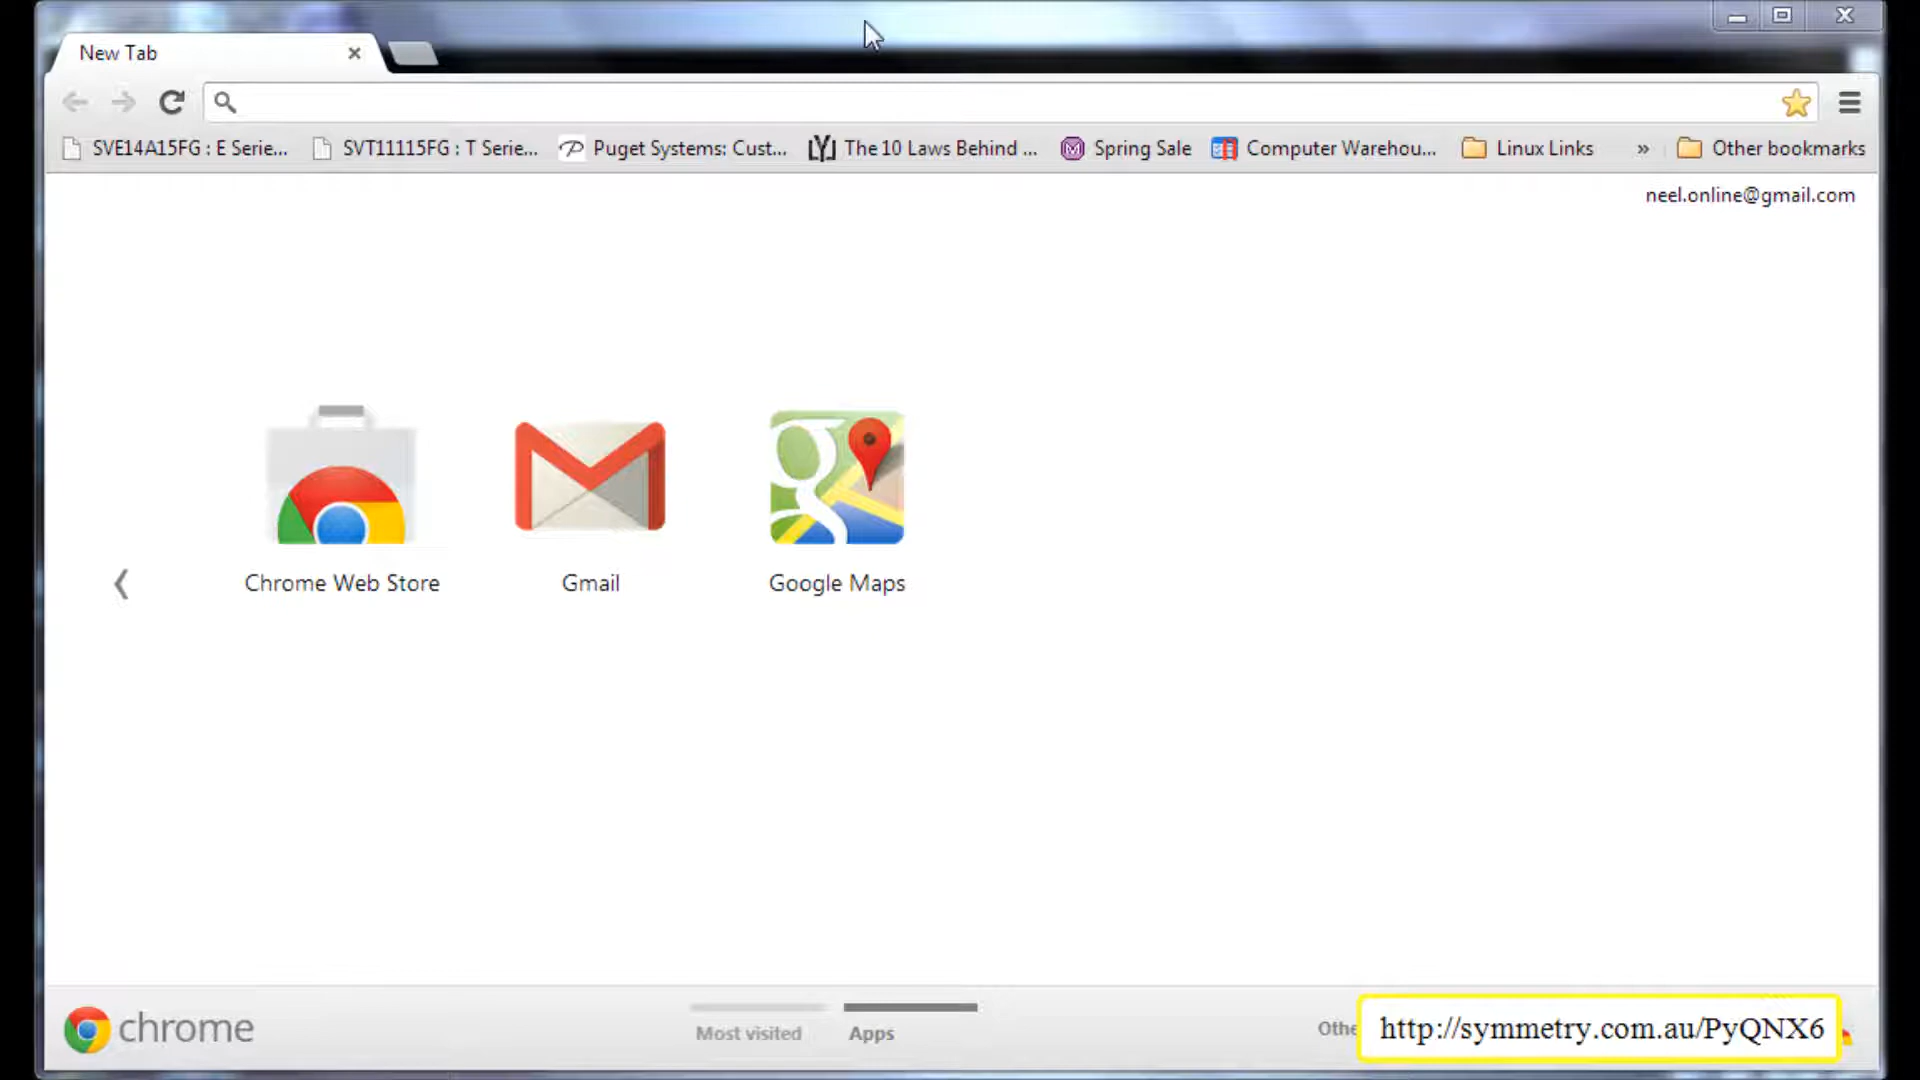 New Tab
SVE14A15FG : E Serie...
SVT11115FG : T Serie...
Puget Systems: Cust...
The 10 Laws Behind ...
Spring Sale
Computer Warehou...
Linux Links
»
Other bookmarks
neel.online@gmail.com
Chrome Web Store
Gmail
Google Maps
chrome
Most visited
Apps
http://symmetry.com.au/PyQNX6